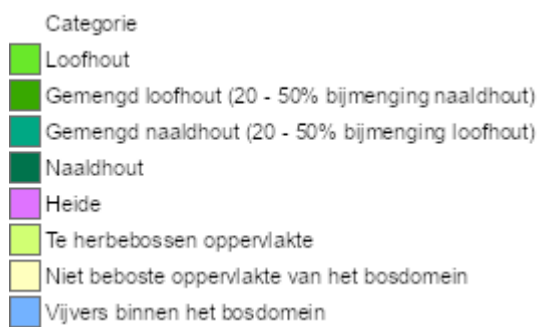 Categorie
Loofhout
Gemengd loofhout (20 - 50% bijmenging naaldhout)
Gemengd naaldhout (20 - 50% bijmenging loofhout)
Naaldhout
Heide
Te herbebossen oppervlakte
Niet beboste oppervlakte van het bosdomein
Vijvers binnen het bosdomein